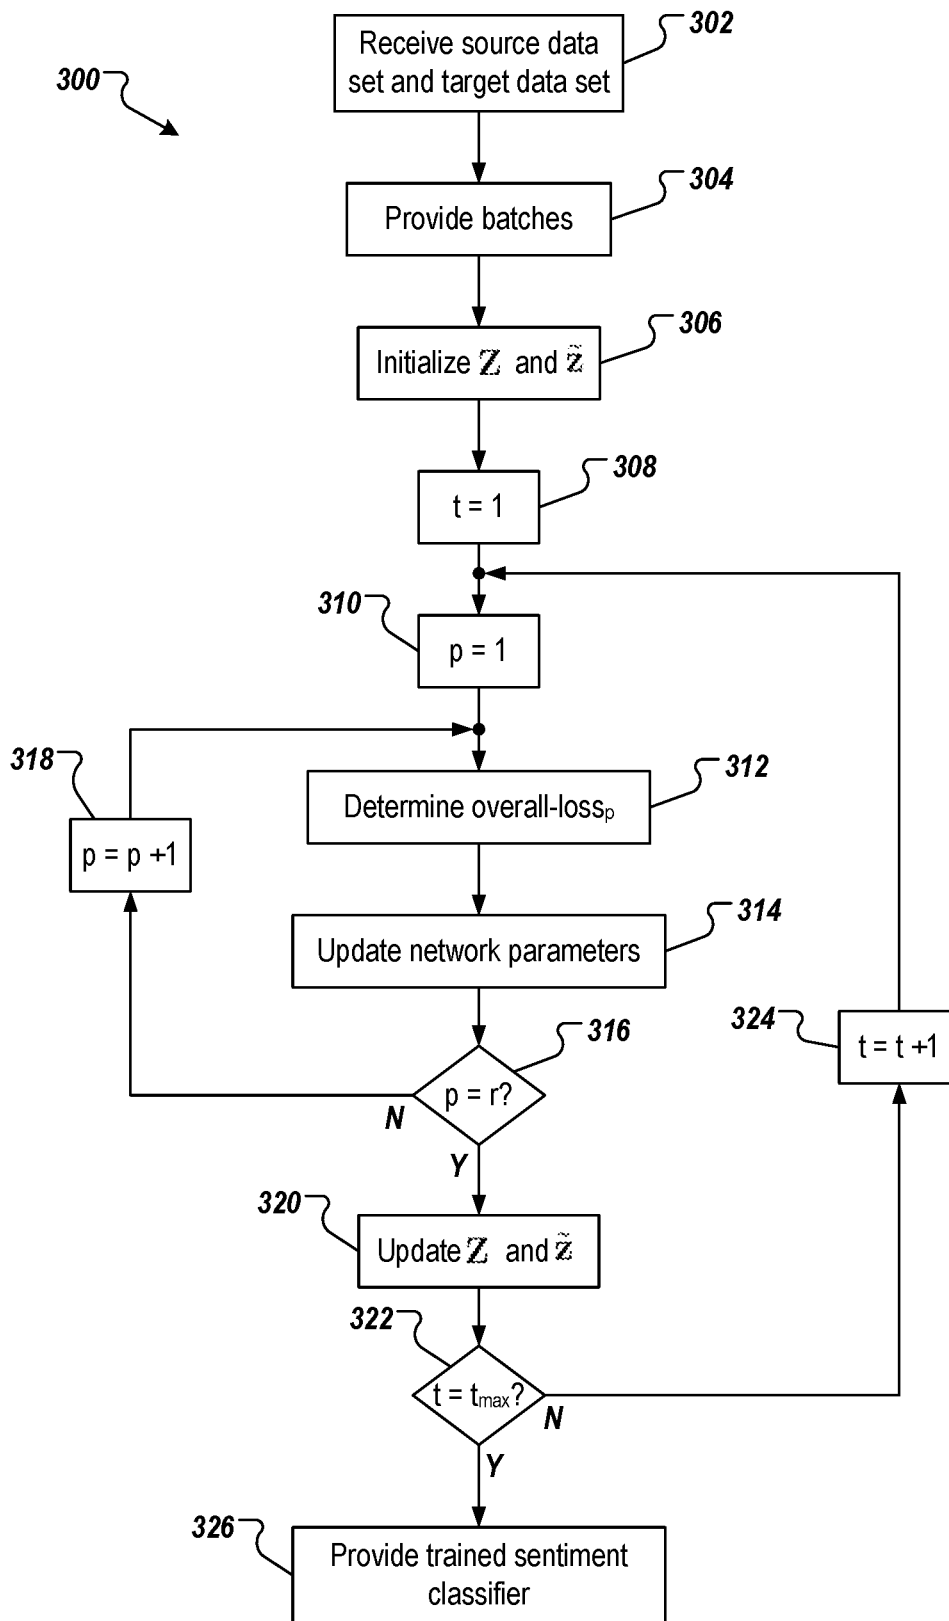 302
Receive source data
set and target data set
300
304
Provide batches
306
Initialize Z and z̃
308
t = 1
310
p = 1
318
312
Determine overall-lossₚ
p = p +1
314
Update network parameters
324
316
t = t +1
p = r?
N
Y
320
Update Z and z̃
322
t = tmax?
N
Y
326
Provide trained sentiment
classifier